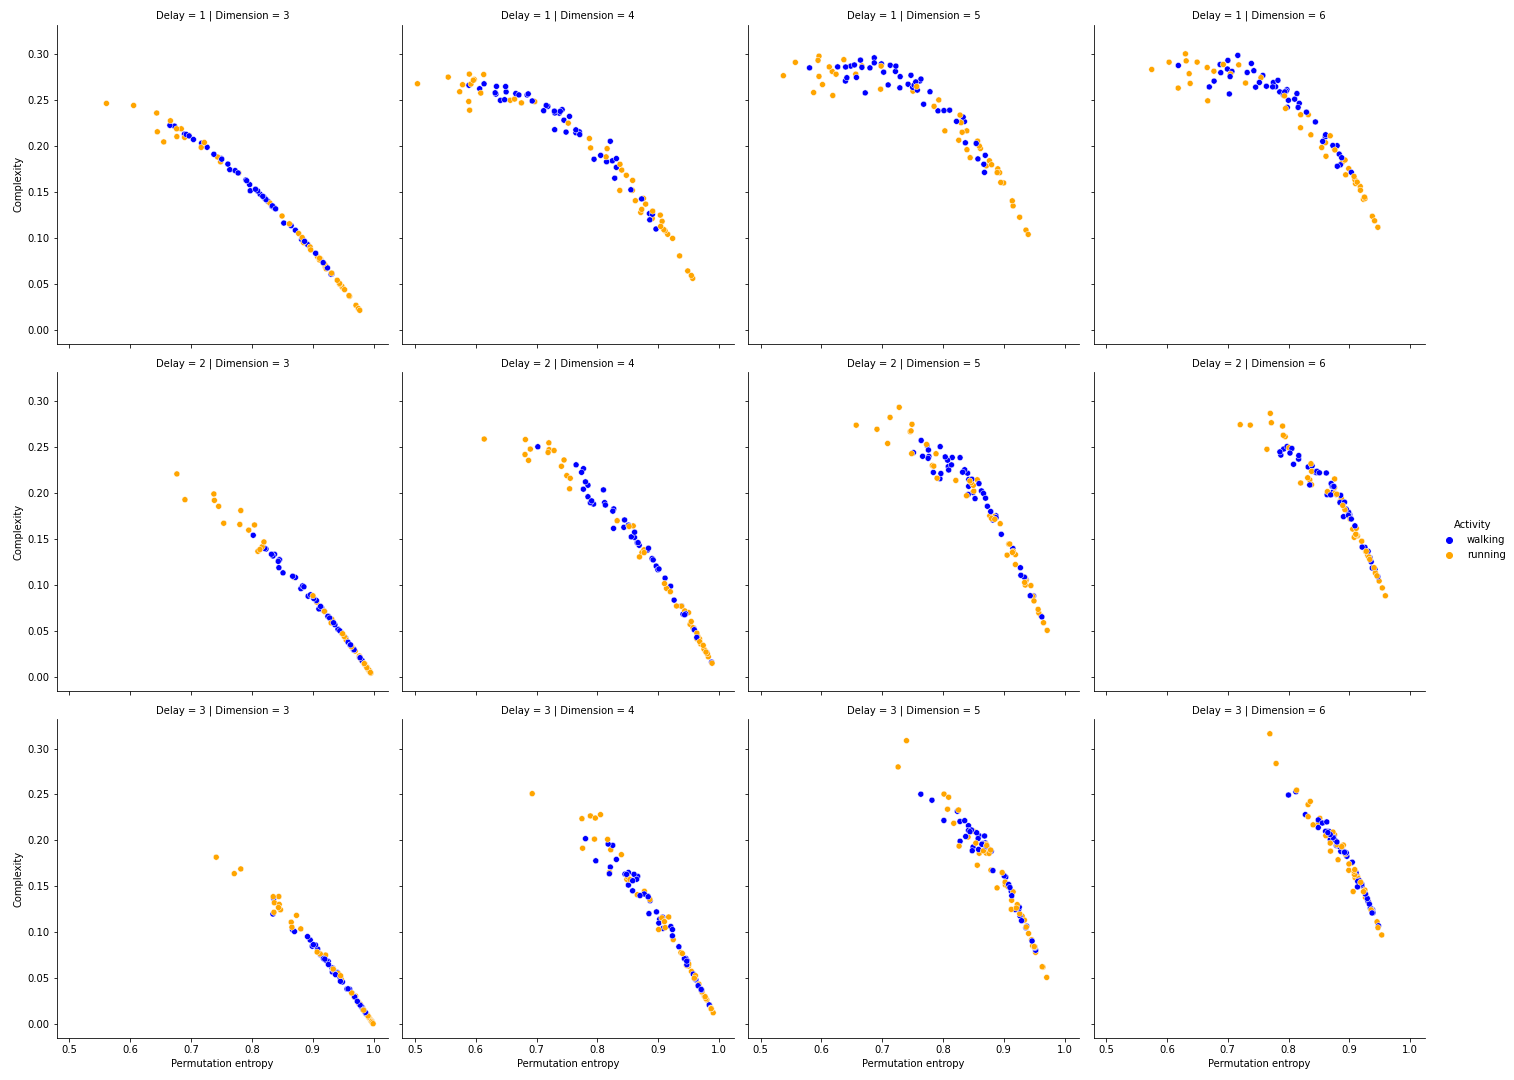 Delay = 1 | Dimension = 3
Delay = 1 | Dimension = 4
Delay = 1 | Dimension = 5
Delay = 1 | Dimension = 6
0.30
0.25
0.20
0.15
0.10
0.05
0.00
Complexity
Delay = 2 | Dimension = 3
Delay = 2 | Dimension = 4
Delay = 2 | Dimension = 5
Delay = 2 | Dimension = 6
0.30
0.25
0.20
0.15
0.10
0.05
0.00
Complexity
Activity
walking
running
Delay = 3 | Dimension = 3
Delay = 3 | Dimension = 4
Delay = 3 | Dimension = 5
Delay = 3 | Dimension = 6
0.30
0.25
0.20
0.15
0.10
0.05
0.00
Complexity
0.5 0.6 0.7 0.8 0.9 1.0
Permutation entropy
0.5 0.6 0.7 0.8 0.9 1.0
Permutation entropy
0.5 0.6 0.7 0.8 0.9 1.0
Permutation entropy
0.5 0.6 0.7 0.8 0.9 1.0
Permutation entropy